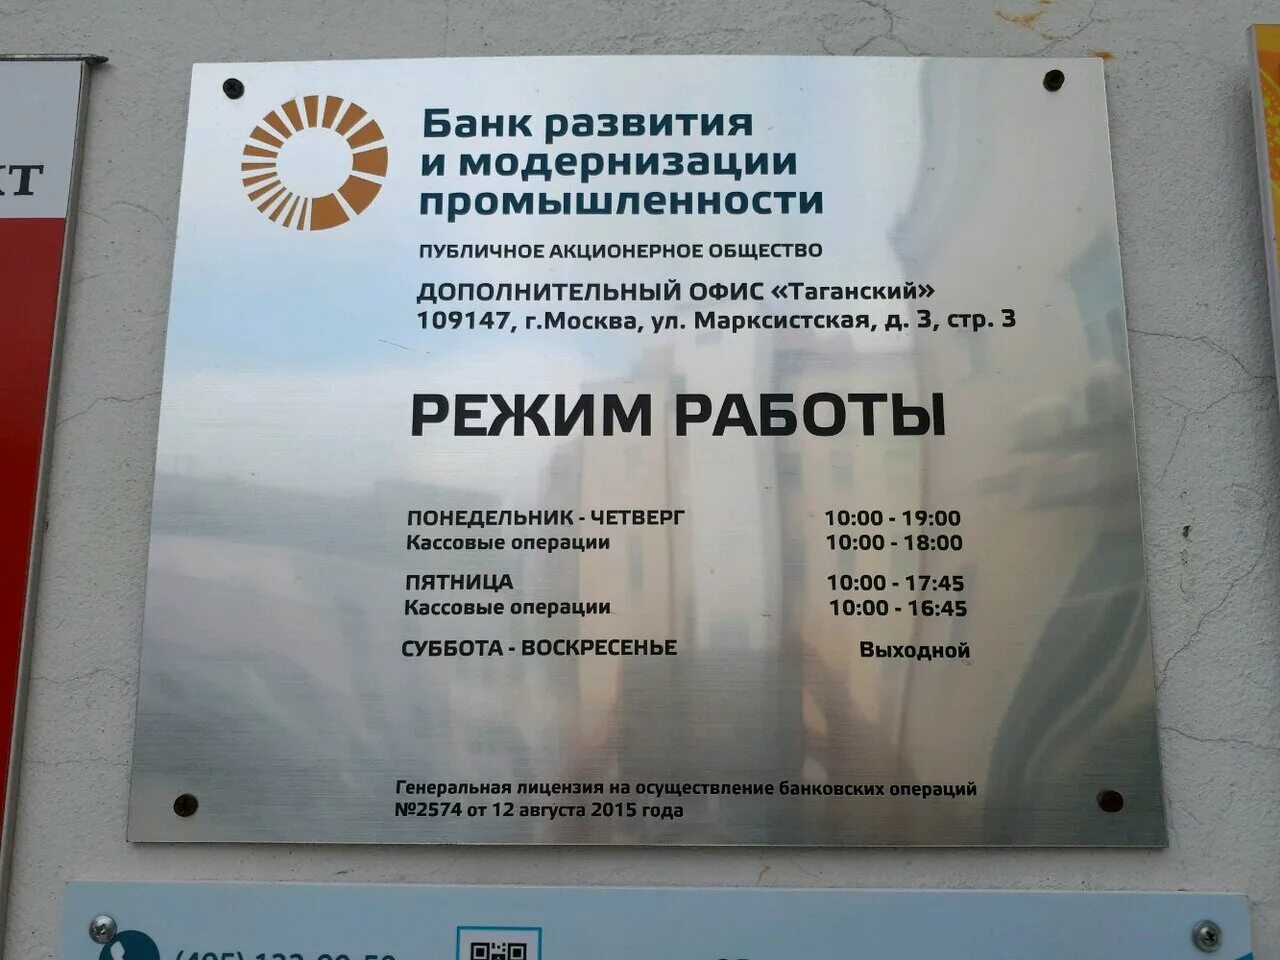 Банк развития
и модернизации
промышленности
ПУБЛИЧНОЕ АКЦИОНЕРНОЕ ОБЩЕСТВО
ДОПОЛНИТЕЛЬНЫЙ ОФИС «Таганский»
109147, г.Москва, ул. Марксистская, д. 3, стр. 3
РЕЖИМ РАБОТЫ
ПОНЕДЕЛЬНИК - ЧЕТВЕРГ 10:00 - 19:00
Кассовые операции 10:00 - 18:00
ПЯТНИЦА 10:00 - 17:45
Кассовые операции 10:00 - 16:45
СУББОТА - ВОСКРЕСЕНЬЕ Выходной
Генеральная лицензия на осуществление банковских операций
№2574 от 12 августа 2015 года